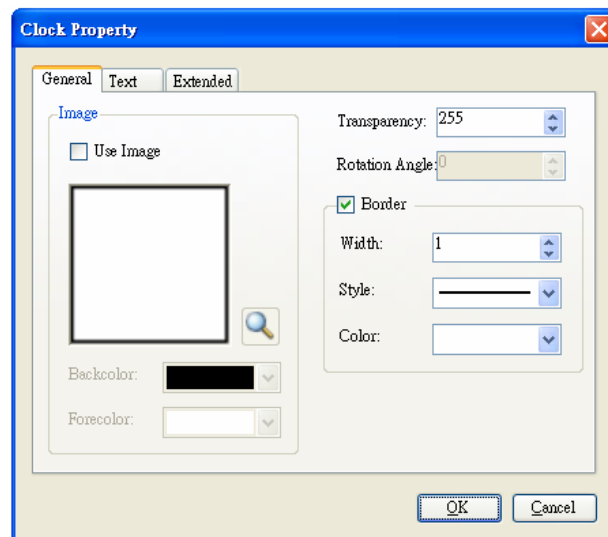 Clock Property
General Text Extended
Image
Use Image
Backcolor:
Forecolor:
Transparency: 255
Rotation Angle: 0
Border
Width: 1
Style:
Color:
OK Cancel